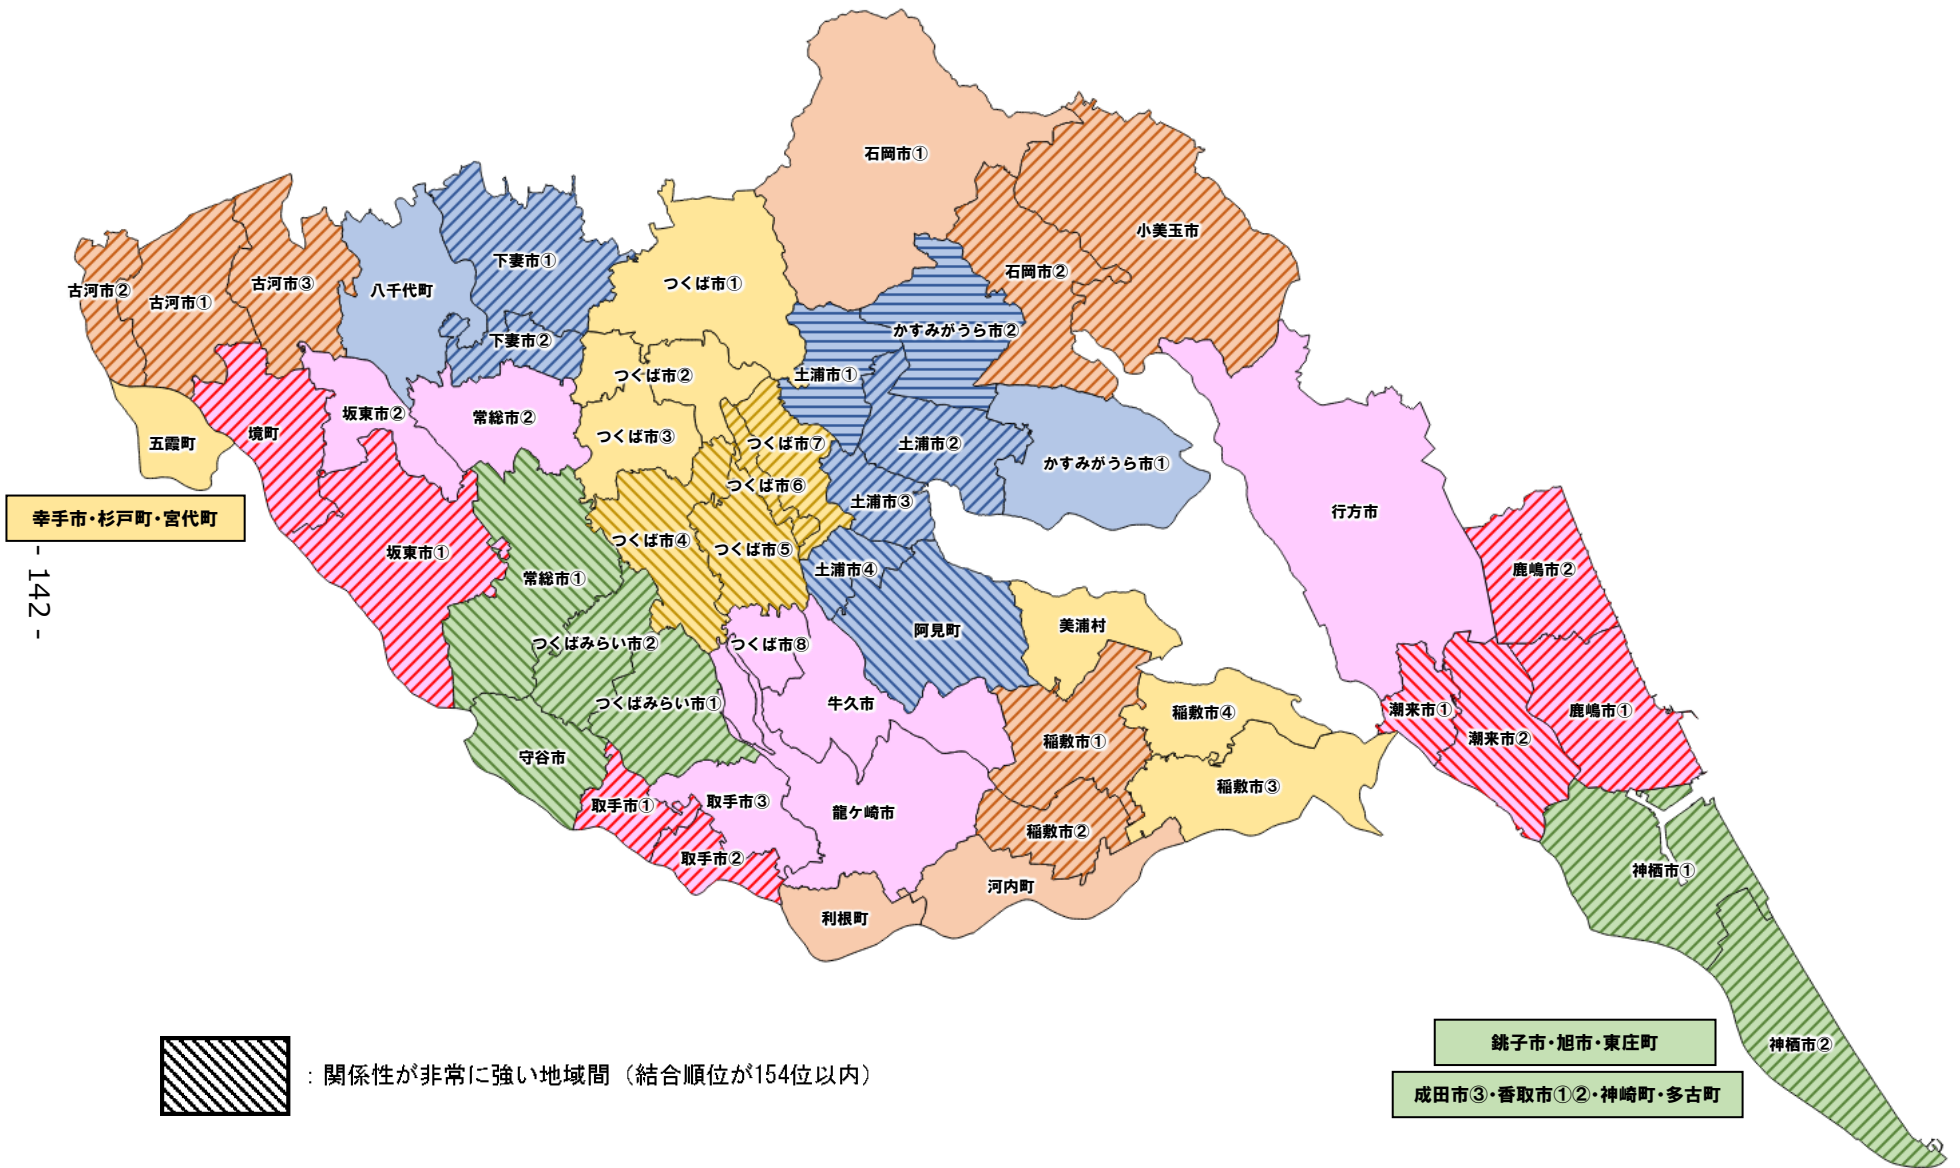 石岡市①
小美玉市
下妻市①
石岡市②
古河市②
古河市①
古河市③
八千代町
つくば市①
かすみがうら市②
下妻市②
つくば市②
土浦市①
坂東市②
常総市②
五霞町
境町
つくば市③
つくば市⑦
土浦市②
かすみがうら市①
つくば市⑥
土浦市③
行方市
幸手市・杉戸町・宮代町
坂東市①
つくば市④
つくば市⑤
土浦市④
鹿嶋市②
常総市①
- 142 -
つくばみらい市②
つくば市⑧
阿見町
美浦村
つくばみらい市①
牛久市
稲敷市④
潮来市①
鹿嶋市①
稲敷市①
潮来市②
守谷市
取手市①
取手市③
龍ケ崎市
稲敷市③
稲敷市②
取手市②
河内町
神栖市①
利根町
神栖市②
銚子市・旭市・東庄町
成田市③・香取市①②・神崎町・多古町
：関係性が非常に強い地域間（結合順位が154位以内）